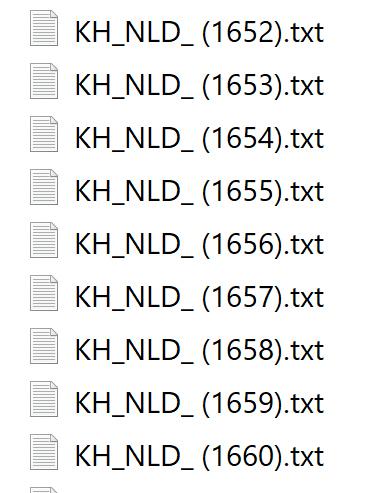 KH_NLD_ (1652).txt
KH_NLD_ (1653).txt
KH_NLD_ (1654).txt
KH_NLD_ (1655).txt
KH_NLD_ (1656).txt
KH_NLD_ (1657).txt
KH_NLD_ (1658).txt
KH_NLD_ (1659).txt
KH_NLD_ (1660).txt